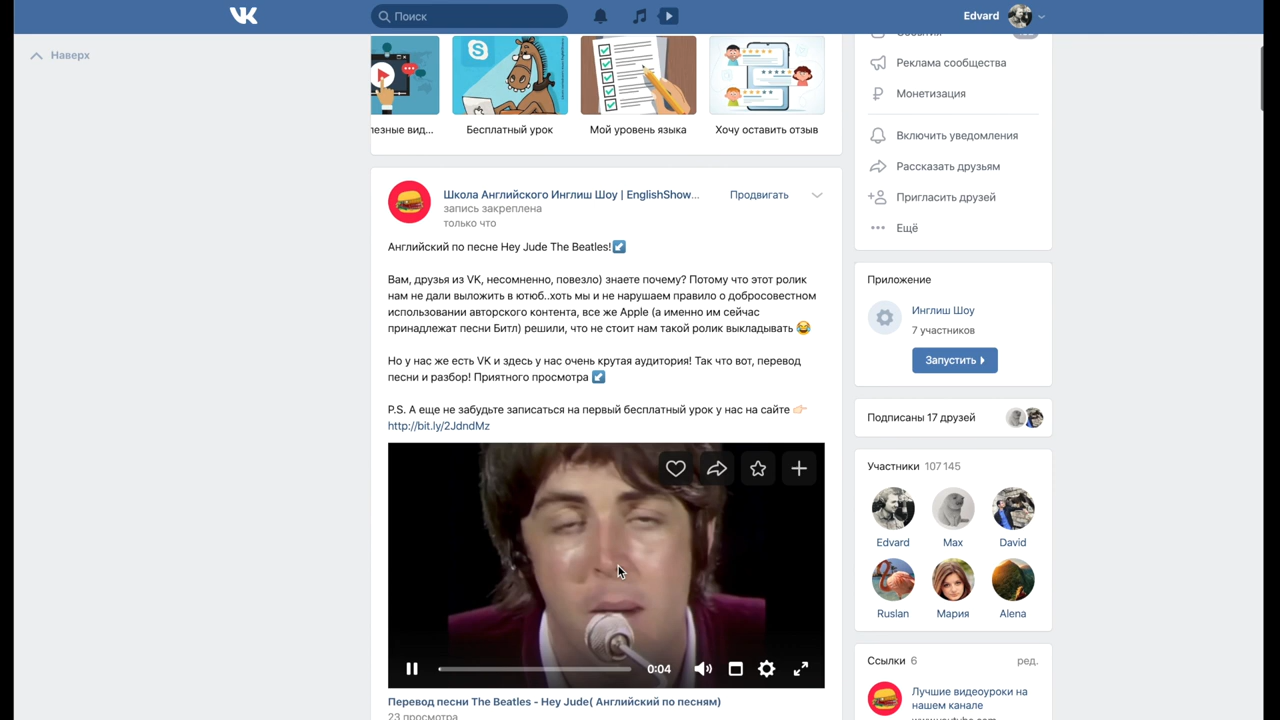 Поиск
Edvard
Наверх
лезные вид...
Бесплатный урок
Мой уровень языка
Хочу оставить отзыв
Школа Английского Инглиш Шоу | EnglishShow...
Продвигать
запись закреплена
только что
Английский по песне Hey Jude The Beatles!
Вам, друзья из VK, несомненно, повезло) знаете почему? Потому что этот ролик
нам не дали выложить в ютюб..хоть мы и не нарушаем правило о добросовестном
использовании авторского контента, все же Apple (а именно им сейчас
принадлежат песни Битл) решили, что не стоит нам такой ролик выкладывать
Но у нас же есть VK и здесь у нас очень крутая аудитория! Так что вот, перевод
песни и разбор! Приятного просмотра
P.S. А еще не забудьте записаться на первый бесплатный урок у нас на сайте
http://bit.ly/2JdndMz
0:04
Перевод песни The Beatles - Hey Jude( Английский по песням)
23 просмотра
События
Реклама сообщества
Монетизация
Включить уведомления
Рассказать друзьям
Пригласить друзей
Ещё
Приложение
Инглиш Шоу
7 участников
Запустить
Подписаны 17 друзей
Участники 107 145
Edvard
Max
David
Ruslan
Мария
Alena
Ссылки 6
ред.
Лучшие видеоуроки на
нашем канале